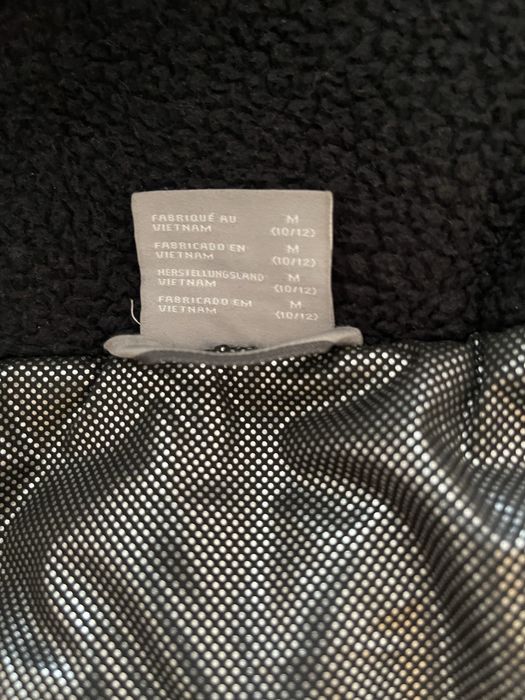 FABRIQUÉ AU M
VIETNAM (10/12)
FABRICADO EN M
VIETNAM (10/12)
HERSTELLUNGSLAND M
VIETNAM (10/12)
FABRICADO EM M
VIETNAM (10/12)